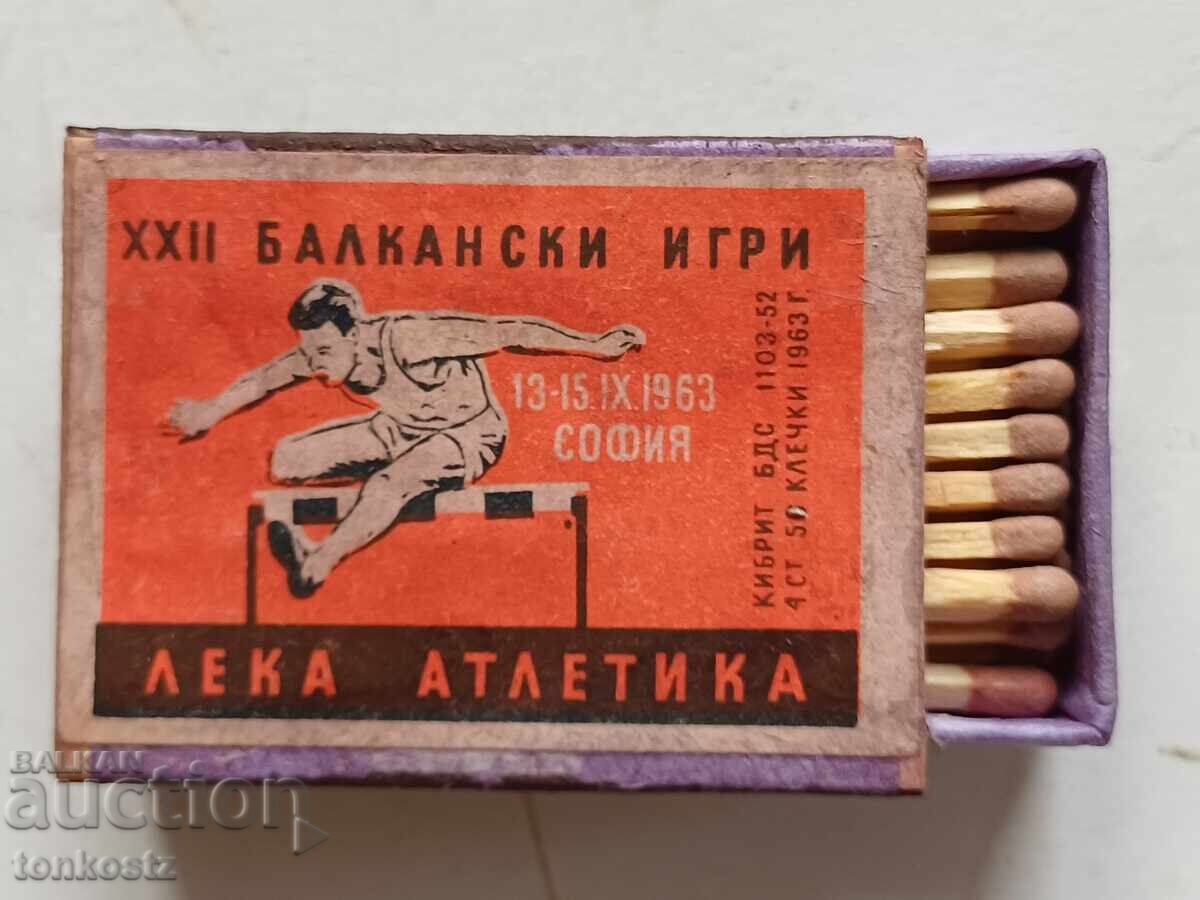 XXII БАЛКАНСКИ ИГРИ
13-15.IX.1963
СОФИЯ
КИБРИТ БДС 1103-52
4 СТ 50 КЛЕЧКИ 1963 Г.
ЛЕКА АТЛЕТИКА
BALKAN
auction
tonkostz